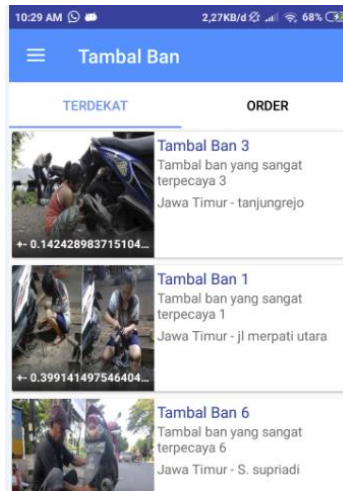 10:29 AM 2,27KB/d 68%
Tambal Ban
TERDEKAT ORDER
Tambal Ban 3
Tambal ban yang sangat
terpecaya 3
Jawa Timur - tanjungrejo
+- 0.142428983715104...
Tambal Ban 1
Tambal ban yang sangat
terpecaya 1
Jawa Timur - jl merpati utara
+- 0.399141497546404...
Tambal Ban 6
Tambal ban yang sangat
terpecaya 6
Jawa Timur - S. supriadi